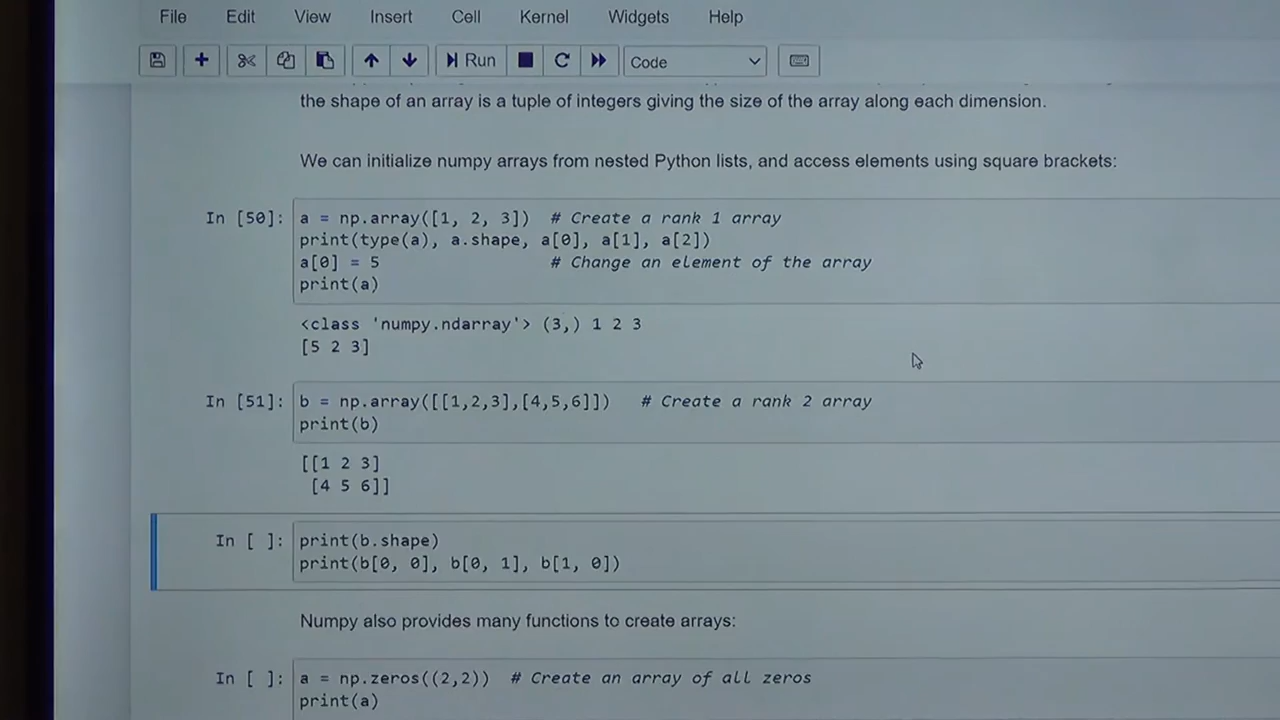 File Edit View Insert Cell Kernel Widgets Help
Run Code
the shape of an array is a tuple of integers giving the size of the array along each dimension.
We can initialize numpy arrays from nested Python lists, and access elements using square brackets:
In [50]: a = np.array([1, 2, 3])  # Create a rank 1 array
print(type(a), a.shape, a[0], a[1], a[2])
a[0] = 5                 # Change an element of the array
print(a)
<class 'numpy.ndarray'> (3,) 1 2 3
[5 2 3]
In [51]: b = np.array([[1,2,3],[4,5,6]])   # Create a rank 2 array
print(b)
[[1 2 3]
 [4 5 6]]
In [ ]: print(b.shape)
print(b[0, 0], b[0, 1], b[1, 0])
Numpy also provides many functions to create arrays:
In [ ]: a = np.zeros((2,2))  # Create an array of all zeros
print(a)